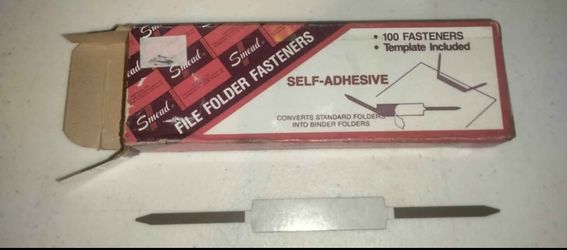 Smead
Smead
Smead
Smead
Smead
FILE FOLDER FASTENERS
• 100 FASTENERS
• Template Included
SELF-ADHESIVE
CONVERTS STANDARD FOLDERS
INTO BINDER FOLDERS